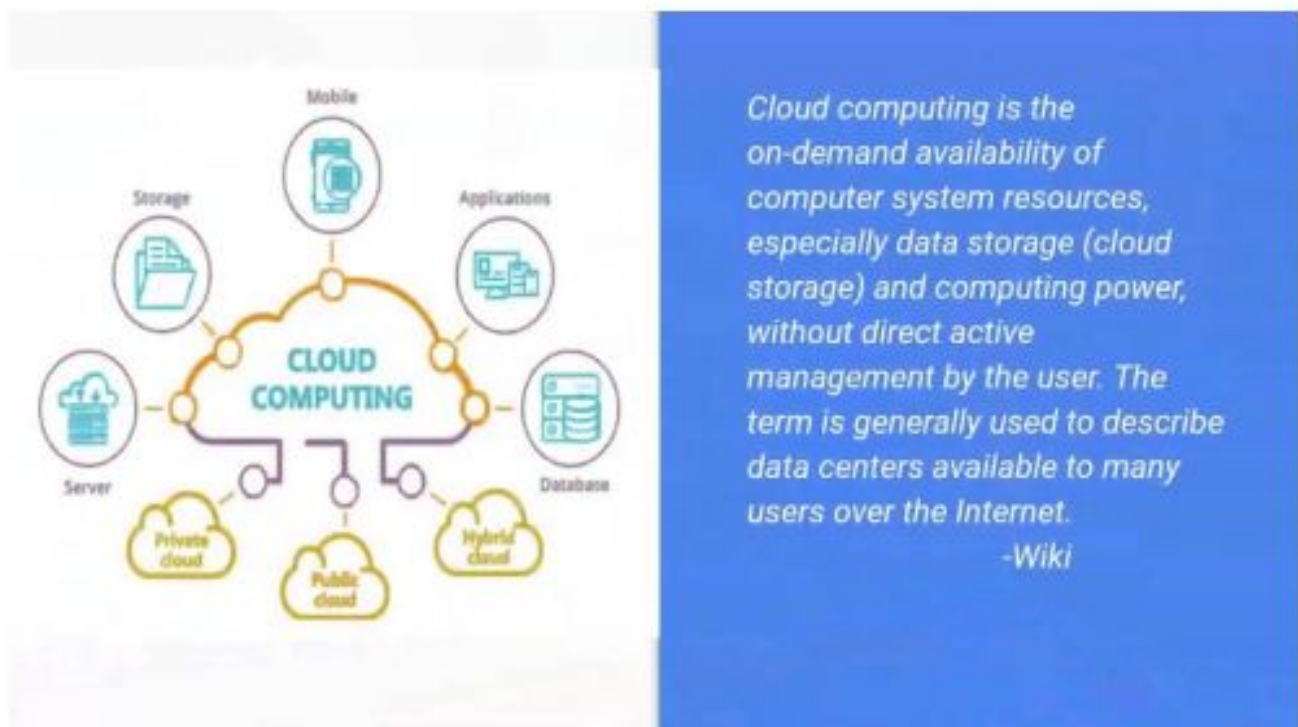 Mobile
Storage
Applications
CLOUD
COMPUTING
Server
Database
Private
cloud
Public
cloud
Hybrid
cloud
Cloud computing is the
on-demand availability of
computer system resources,
especially data storage (cloud
storage) and computing power,
without direct active
management by the user. The
term is generally used to describe
data centers available to many
users over the Internet.
-Wiki